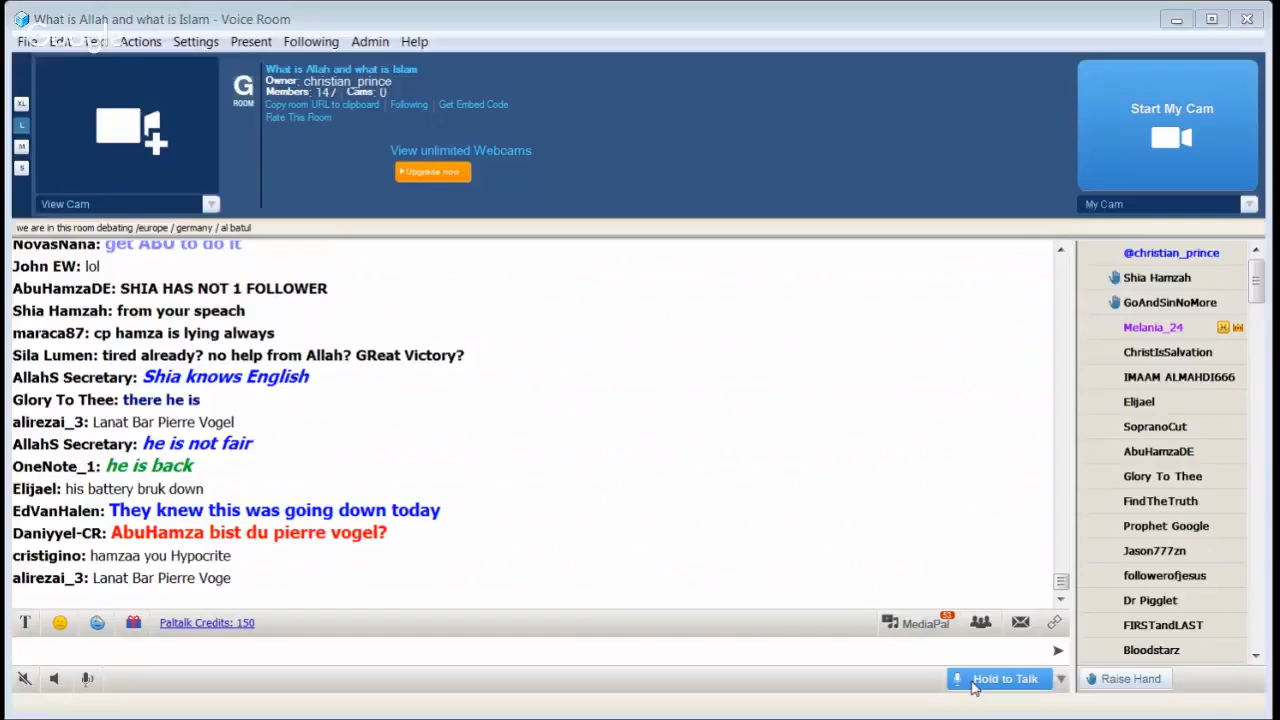 What is Allah and what is Islam - Voice Room
Google
File Edit Text Actions Settings Present Following Admin Help
G
ROOM
What is Allah and what is Islam
Owner: christian_prince
Members: 147 Cams: 0
Copy room URL to clipboard | Following | Get Embed Code
Rate This Room
View unlimited Webcams
Upgrade now
XL
L
M
S
View Cam
Start My Cam
My Cam
we are in this room debating /europe / germany / al batul
NovasNana: get ABU to do it
John EW: lol
AbuHamzaDE: SHIA HAS NOT 1 FOLLOWER
Shia Hamzah: from your speach
maraca87: cp hamza is lying always
Sila Lumen: tired already? no help from Allah? GReat Victory?
AllahS Secretary: Shia knows English
Glory To Thee: there he is
alirezai_3: Lanat Bar Pierre Vogel
AllahS Secretary: he is not fair
OneNote_1: he is back
Elijael: his battery bruk down
EdVanHalen: They knew this was going down today
Daniyyel-CR: AbuHamza bist du pierre vogel?
cristigino: hamzaa you Hypocrite
alirezai_3: Lanat Bar Pierre Voge
@christian_prince
Shia Hamzah
GoAndSinNoMore
Melania_24
ChristIsSalvation
IMAAM ALMAHDI666
Elijael
SopranoCut
AbuHamzaDE
Glory To Thee
FindTheTruth
Prophet Google
Jason777zn
followerofjesus
Dr Pigglet
FIRSTandLAST
Bloodstarz
T
Paltalk Credits: 150
MediaPal
53
Hold to Talk
Raise Hand